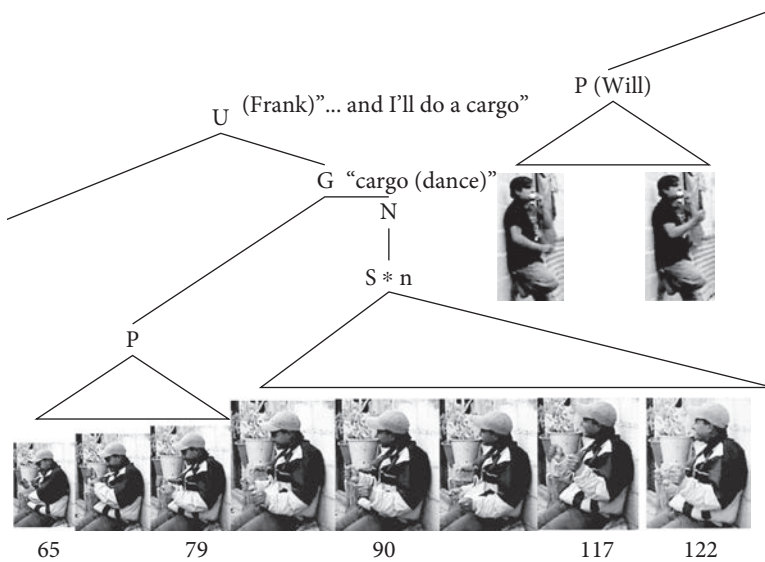 P (Will)
(Frank)”... and I’ll do a cargo”
U
G “cargo (dance)”
N
S ∗ n
P
65 79 90 117 122